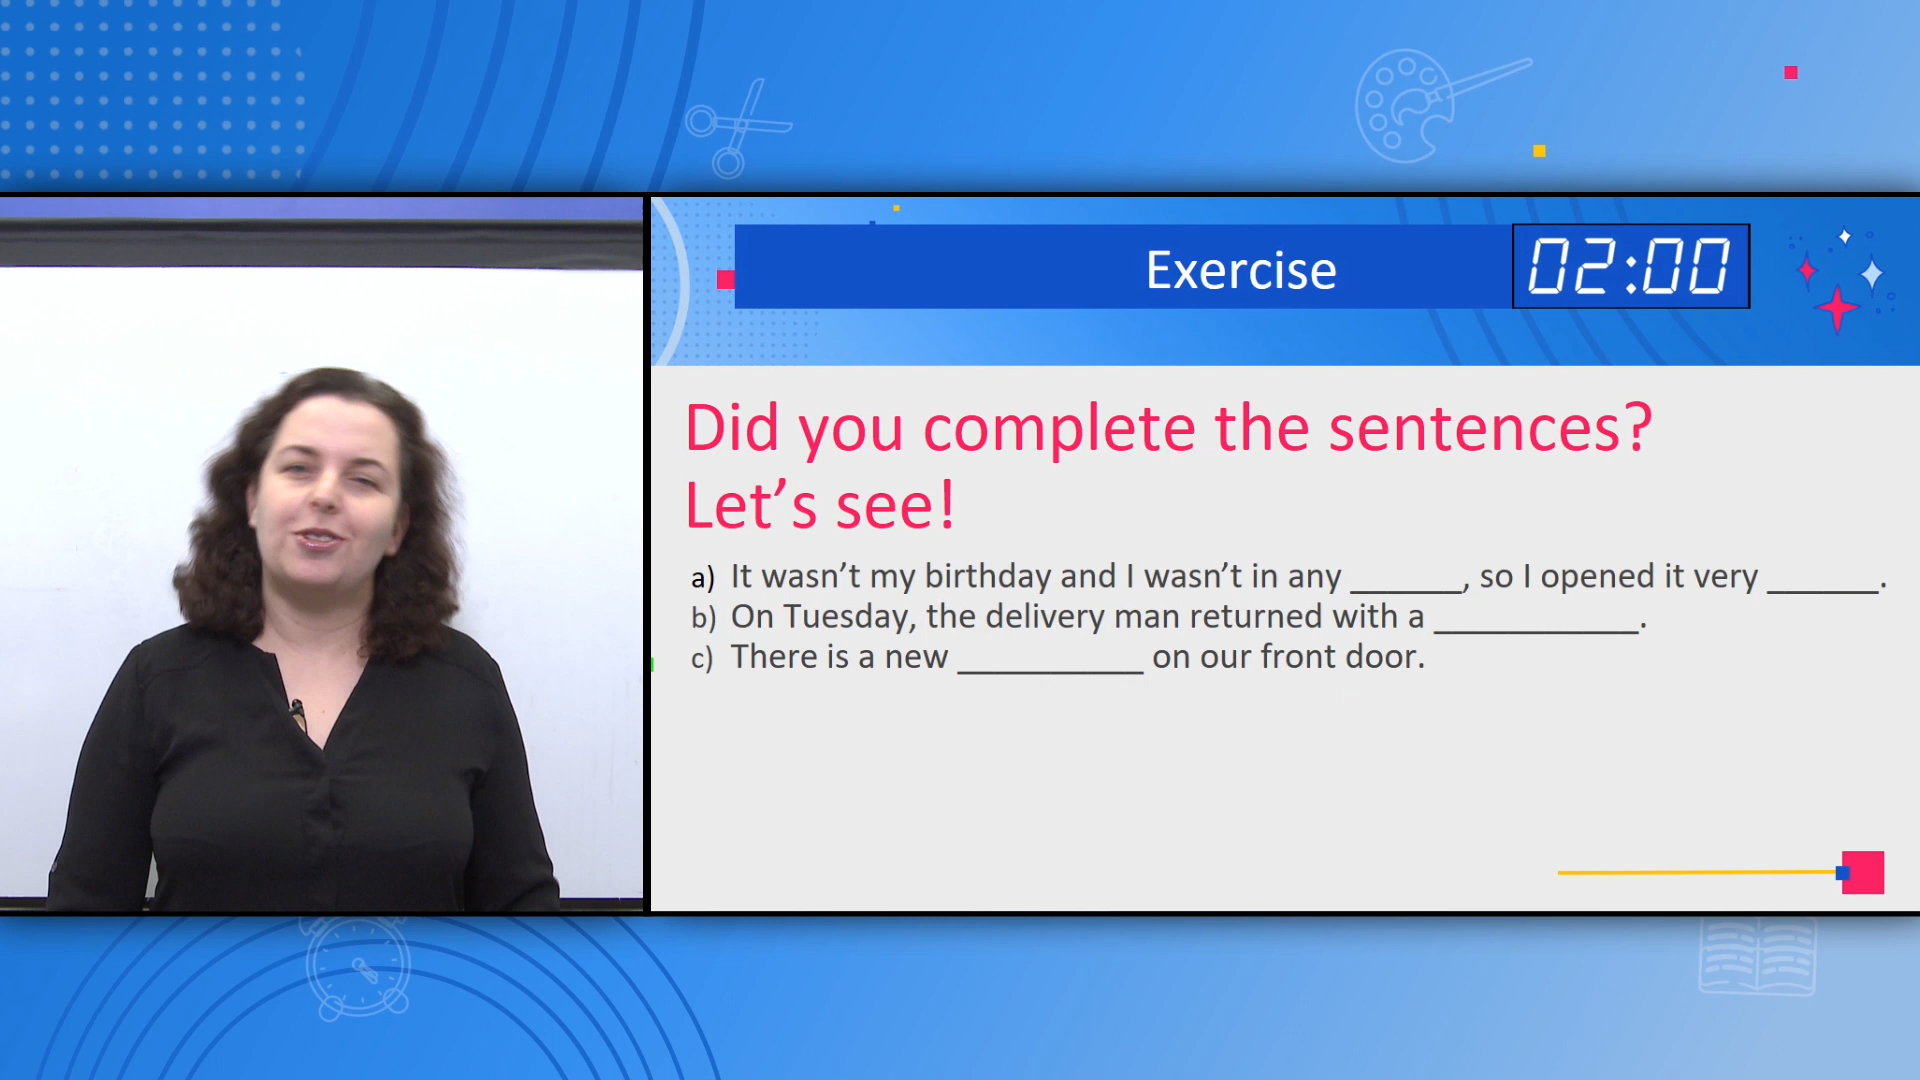 Exercise
02:00
Did you complete the sentences?
Let’s see!
a) It wasn’t my birthday and I wasn’t in any ______, so I opened it very ______.
b) On Tuesday, the delivery man returned with a ___________.
c) There is a new __________ on our front door.